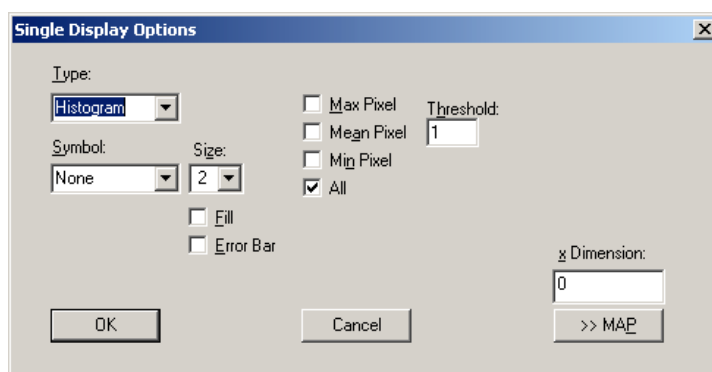 Single Display Options
Type:
Histogram
Max Pixel
Threshold:
Mean Pixel
1
Symbol:
Size:
Min Pixel
None
2
All
Fill
Error Bar
x Dimension:
0
OK
Cancel
>> MAP